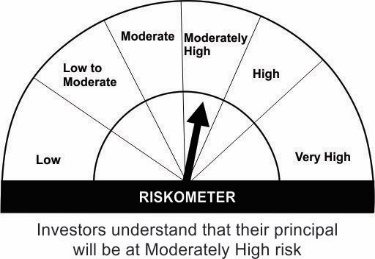 Moderate
Moderately
High
Low to
Moderate
High
Low
Very High
RISKOMETER
Investors understand that their principal
will be at Moderately High risk